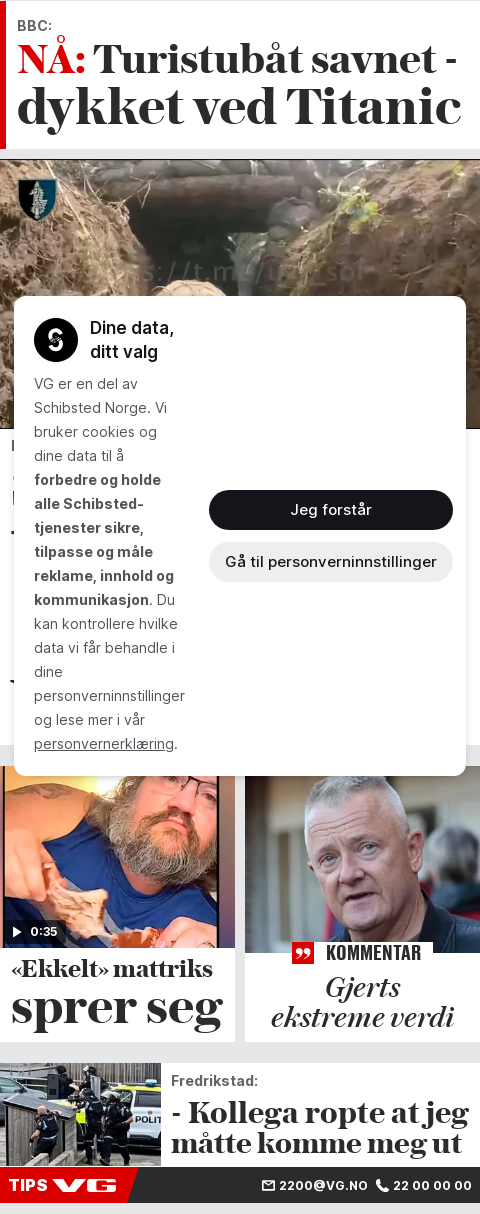 BBC:
NÅ: Turistubåt savnet -
dykket ved Titanic
Dine data,
ditt valg
VG er en del av
Schibsted Norge. Vi
bruker cookies og
dine data til å
forbedre og holde
alle Schibsted-
tjenester sikre,
tilpasse og måle
reklame, innhold og
kommunikasjon. Du
kan kontrollere hvilke
data vi får behandle i
dine
personverninnstillinger
og lese mer i vår
personvernerklæring.
Jeg forstår
Gå til personverninnstillinger
0:35
«Ekkelt» mattriks
sprer seg
KOMMENTAR
Gjerts
ekstreme verdi
Fredrikstad:
- Kollega ropte at jeg
måtte komme meg ut
POLIT
TIPS VG
2200@VG.NO
22 00 00 00